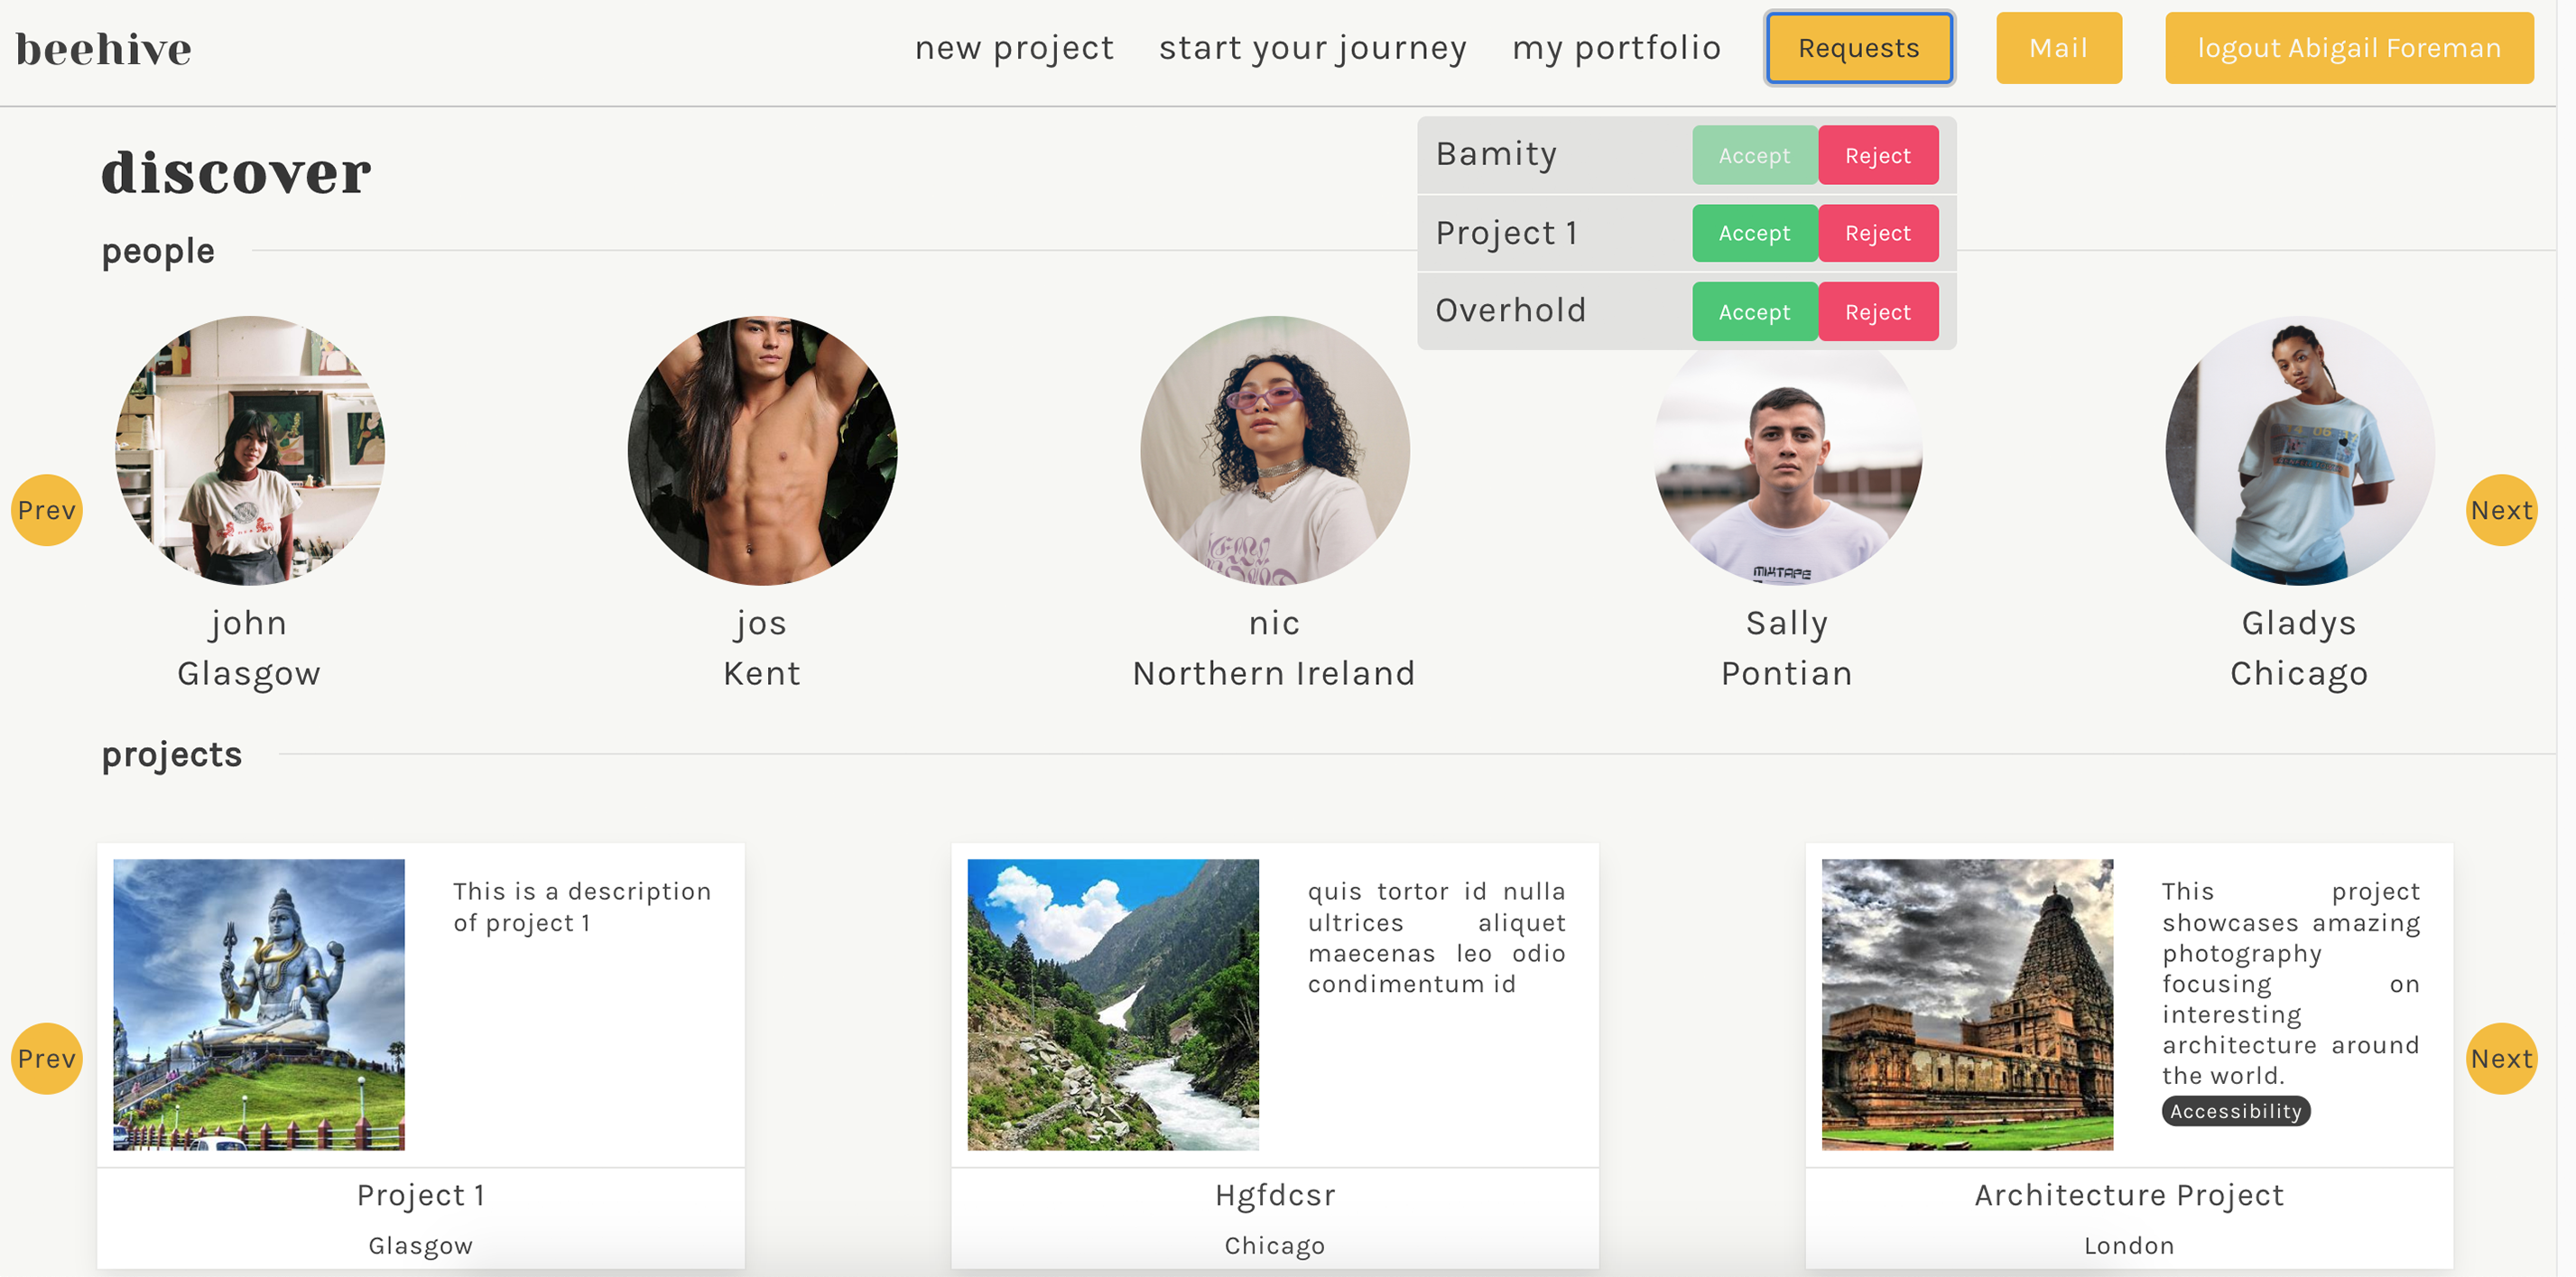 beehive
new project
start your journey
my portfolio
Requests
Mail
logout Abigail Foreman
Bamity
Accept
Reject
Project 1
Accept
Reject
Overhold
Accept
Reject
discover
people
Prev
MIXTAPE
Next
john
Glasgow
jos
Kent
nic
Northern Ireland
Sally
Pontian
Gladys
Chicago
projects
Prev
This is a description
of project 1
Project 1
Glasgow
quis tortor id nulla
ultrices aliquet
maecenas leo odio
condimentum id
Hgfdcsr
Chicago
This project
showcases amazing
photography
focusing on
interesting
architecture around
the world.
Accessibility
Architecture Project
London
Next